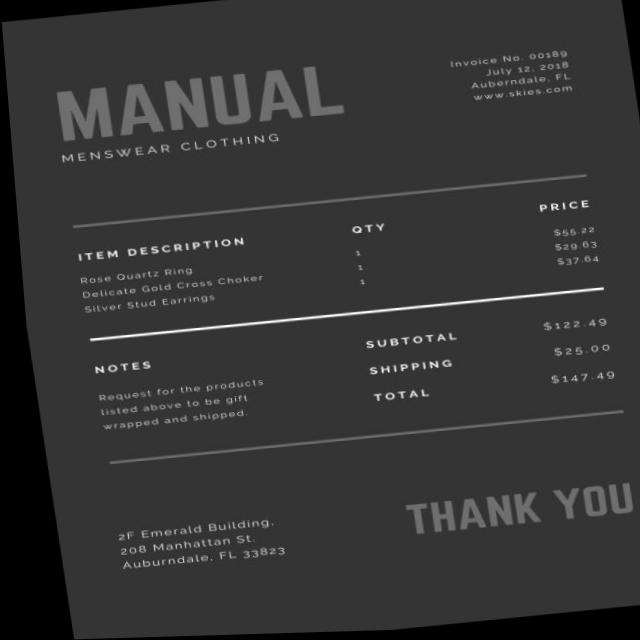 MANUAL
MENSWEAR CLOTHING
Invoice No. 00189
July 12, 2018
Auberndale, FL
www.skies.com
ITEM DESCRIPTION QTY PRICE
Rose Quartz Ring 1 $55.22
Delicate Gold Cross Choker 1 $29.63
Silver Stud Earrings 1 $37.64
NOTES
Request for the products
listed above to be gift
wrapped and shipped.
SUBTOTAL $122.49
SHIPPING $25.00
TOTAL $147.49
2F Emerald Building,
208 Manhattan St.
Auburndale, FL 33823
THANK YOU